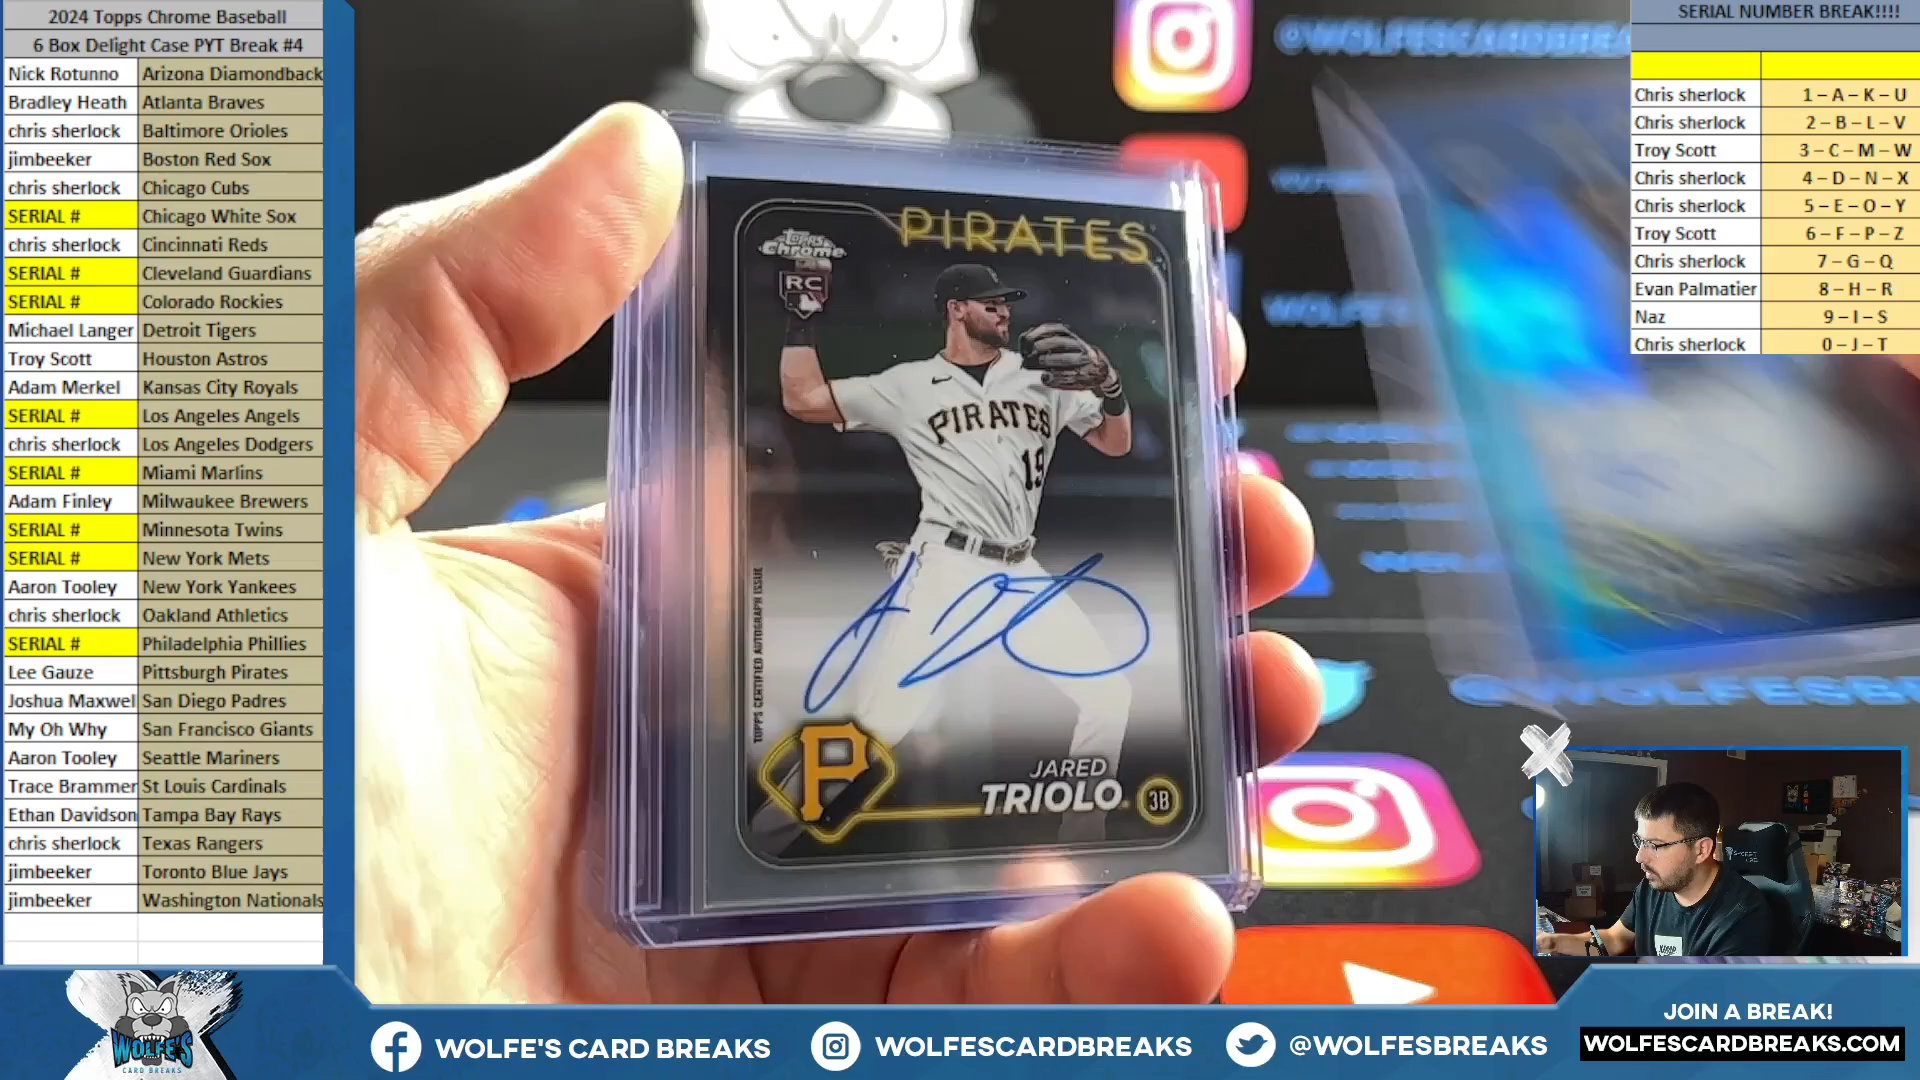 2024 Topps Chrome Baseball
6 Box Delight Case PYT Break #4
Nick Rotunno Arizona Diamondback
Bradley Heath Atlanta Braves
chris sherlock Baltimore Orioles
jimbeeker Boston Red Sox
chris sherlock Chicago Cubs
SERIAL # Chicago White Sox
chris sherlock Cincinnati Reds
SERIAL # Cleveland Guardians
SERIAL # Colorado Rockies
Michael Langer Detroit Tigers
Troy Scott Houston Astros
Adam Merkel Kansas City Royals
SERIAL # Los Angeles Angels
chris sherlock Los Angeles Dodgers
SERIAL # Miami Marlins
Adam Finley Milwaukee Brewers
SERIAL # Minnesota Twins
SERIAL # New York Mets
Aaron Tooley New York Yankees
chris sherlock Oakland Athletics
SERIAL # Philadelphia Phillies
Lee Gauze Pittsburgh Pirates
Joshua Maxwel San Diego Padres
My Oh Why San Francisco Giants
Aaron Tooley Seattle Mariners
Trace Brammer St Louis Cardinals
Ethan Davidson Tampa Bay Rays
chris sherlock Texas Rangers
jimbeeker Toronto Blue Jays
jimbeeker Washington Nationals
SERIAL NUMBER BREAK!!!!
Chris sherlock 1 – A – K – U
Chris sherlock 2 – B – L – V
Troy Scott 3 – C – M – W
Chris sherlock 4 – D – N – X
Chris sherlock 5 – E – O – Y
Troy Scott 6 – F – P – Z
Chris sherlock 7 – G – Q
Evan Palmatier 8 – H – R
Naz 9 – I – S
Chris sherlock 0 – J – T
@WOLFESCARDBREA
PIRATES
TOPPS
Chrome
RC
PIRATES
19
TOPPS CERTIFIED AUTOGRAPH ISSUE
P
JARED
TRIOLO
3B
@WOLFESB
WOLFE'S
CARD BREAKS
WOLFE'S CARD BREAKS
WOLFESCARDBREAKS
@WOLFESBREAKS
JOIN A BREAK!
WOLFESCARDBREAKS.COM